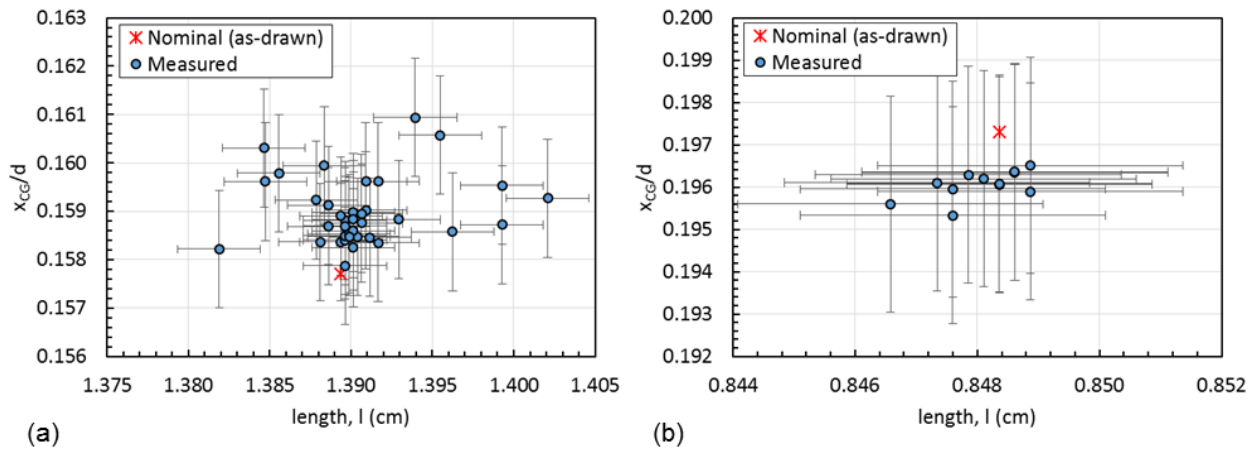 0.163
0.162
0.161
0.160
0.159
0.158
0.157
0.156
x_CG/d
Nominal (as-drawn)
Measured
1.375 1.380 1.385 1.390 1.395 1.400 1.405
length, l (cm)
(a)
0.200
0.199
0.198
0.197
0.196
0.195
0.194
0.193
0.192
x_CG/d
Nominal (as-drawn)
Measured
0.844 0.846 0.848 0.850 0.852
length, l (cm)
(b)